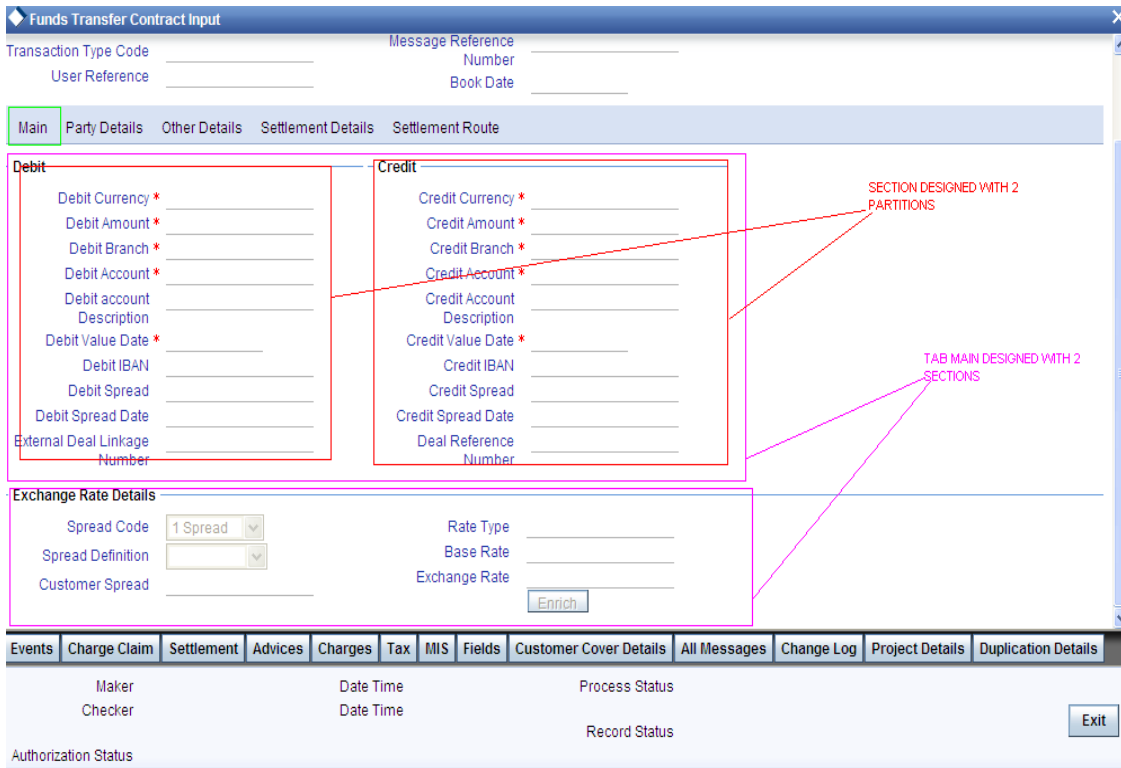 Funds Transfer Contract Input
Transaction Type Code
Message Reference
Number
User Reference
Book Date
Main Party Details Other Details Settlement Details Settlement Route
Debit
Debit Currency *
Debit Amount *
Debit Branch *
Debit Account *
Debit account
Description
Debit Value Date *
Debit IBAN
Debit Spread
Debit Spread Date
External Deal Linkage
Number
Credit
Credit Currency *
Credit Amount *
Credit Branch *
Credit Account *
Credit Account
Description
Credit Value Date *
Credit IBAN
Credit Spread
Credit Spread Date
Deal Reference
Number
SECTION DESIGNED WITH 2
PARTITIONS
TAB MAIN DESIGNED WITH 2
SECTIONS
Exchange Rate Details
Spread Code 1 Spread
Spread Definition
Customer Spread
Rate Type
Base Rate
Exchange Rate
Enrich
Events Charge Claim Settlement Advices Charges Tax MIS Fields Customer Cover Details All Messages Change Log Project Details Duplication Details
Maker Date Time Process Status
Checker Date Time
Record Status
Exit
Authorization Status